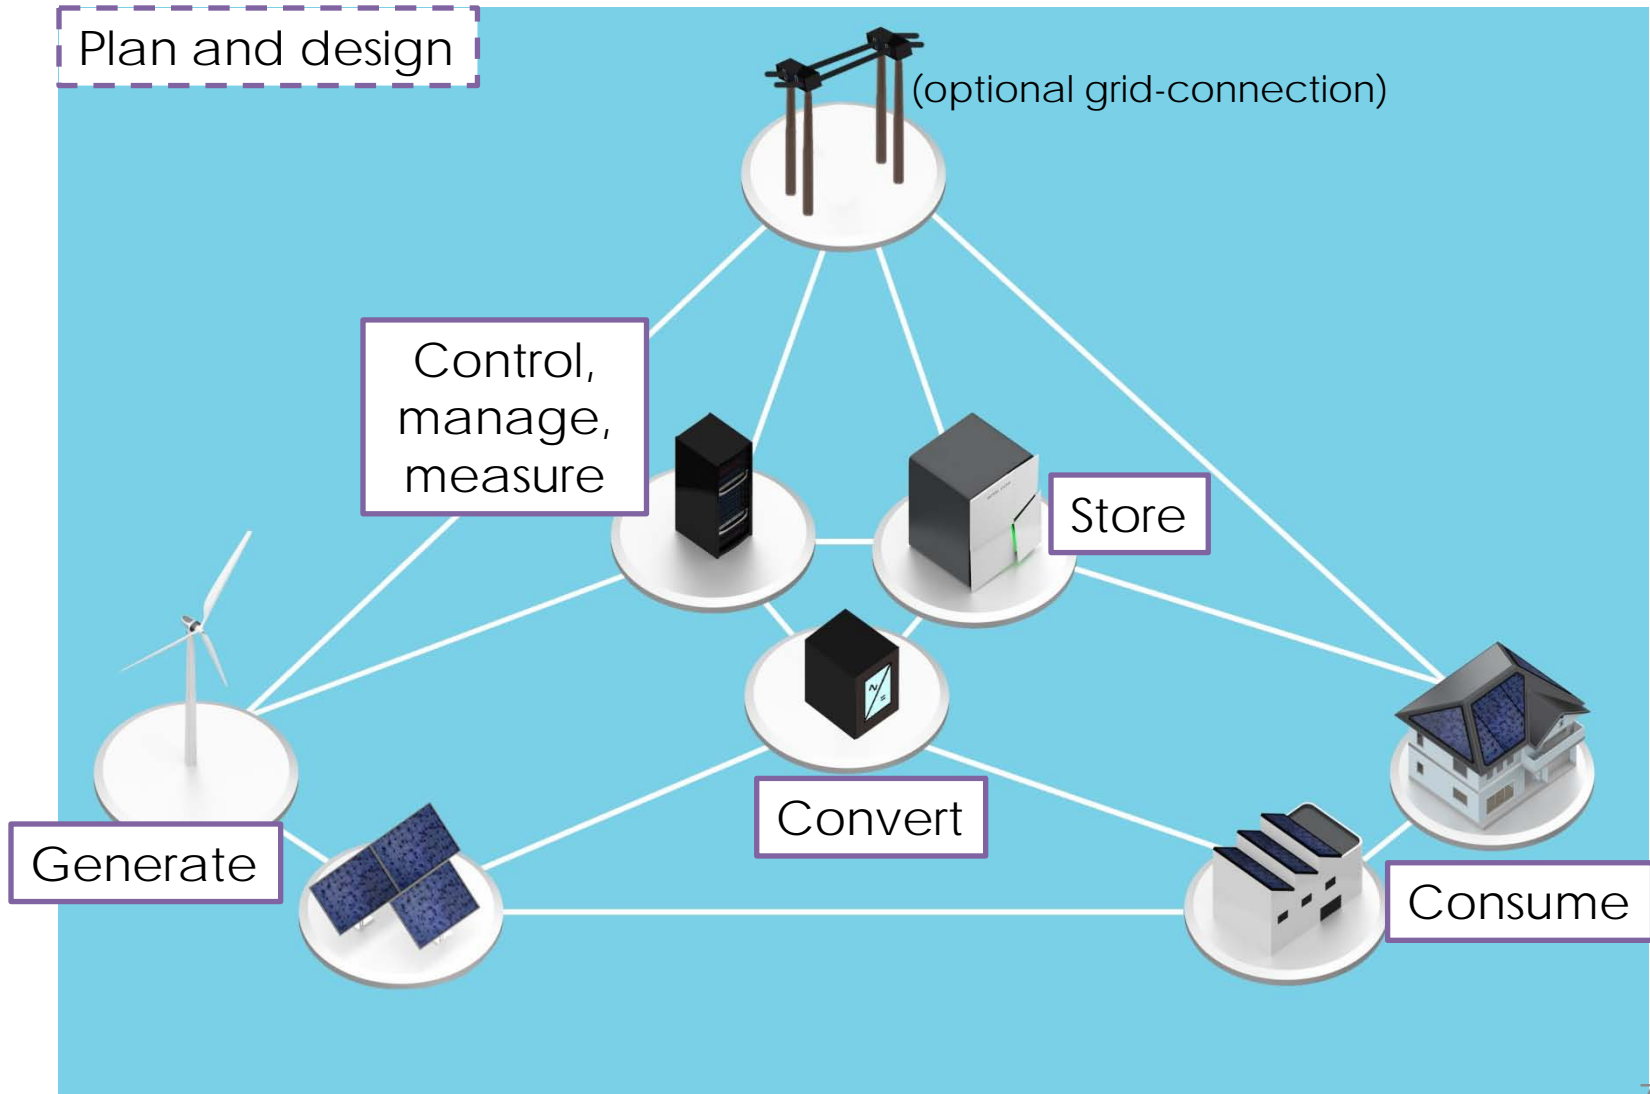 Plan and design
(optional grid-connection)
Control,
manage,
measure
Store
Convert
Generate
Consume